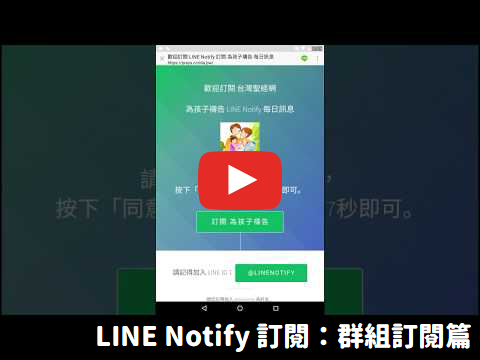 歡迎訂閱 LINE Notify 訂閱 為孩子禱告 每日訊息
歡迎訂閱 台灣聖經網
為孩子禱告 LINE Notify 每日訊息
請
按下「同意
按下「
即可。
7秒即可。
訂閱 為孩子禱告
請記得加入 LINE ID：
@LINENOTIFY
LINE Notify 訂閱：群組訂閱篇